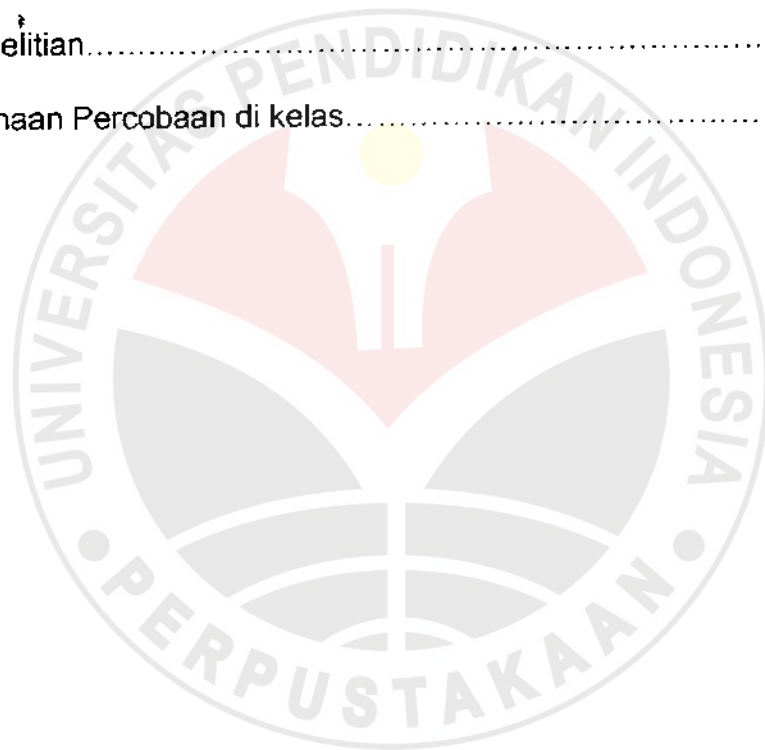 elitian..........................................................
naan Percobaan di kelas...................................
UNIVERSITAS PENDIDIKAN INDONESIA
PERPUSTAKAAN